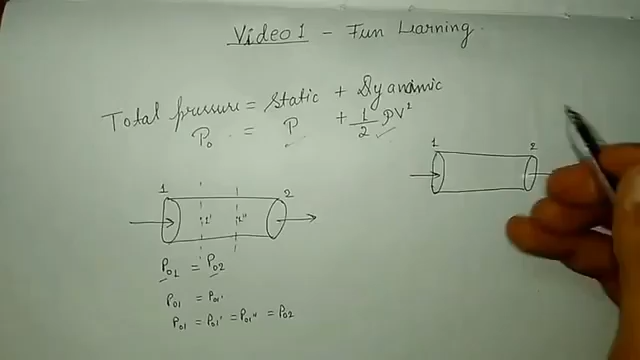 Video 1 - Fun Learning
Total pressure = Static + Dyanamic
P₀ = P + 1/2 ρV²
1 2
1' 1"
1 2
P₀₁ = P₀₂
P₀₁ = P₀₁'
P₀₁ = P₀₁' = P₀₁" = P₀₂